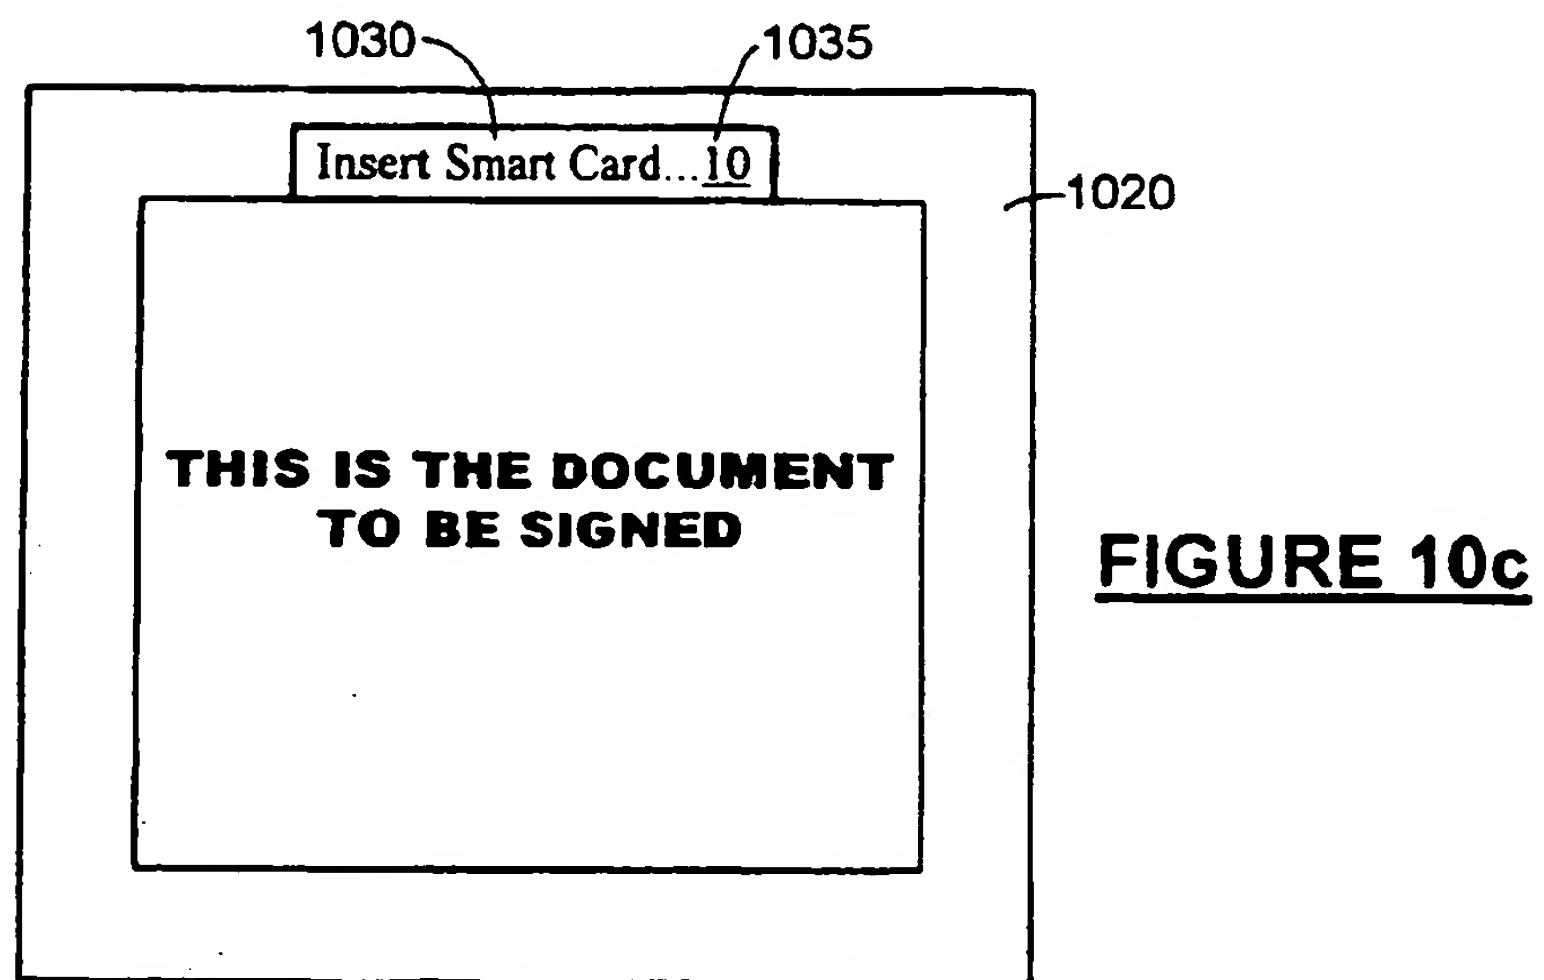 1030
1035
Insert Smart Card...10
1020
THIS IS THE DOCUMENT
TO BE SIGNED
FIGURE 10c